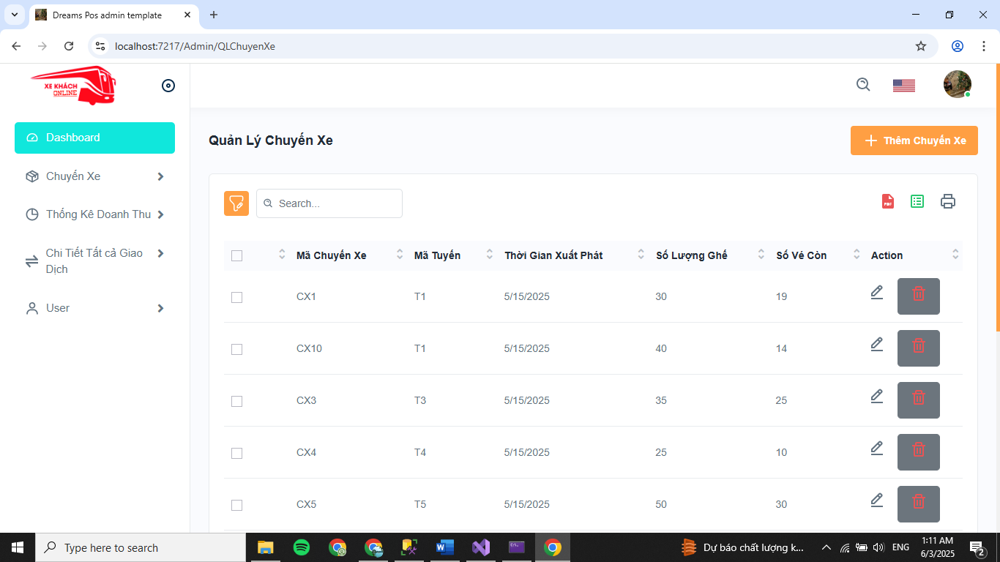 Dreams Pos admin template
localhost:7217/Admin/QLChuyenXe
XE KHÁCH
ONLINE
Dashboard
Chuyến Xe
Thống Kê Doanh Thu
Chi Tiết Tất cả Giao
Dịch
User
Quản Lý Chuyến Xe
Thêm Chuyến Xe
Search...
PDF
Mã Chuyến Xe Mã Tuyến Thời Gian Xuất Phát Số Lượng Ghế Số Vé Còn Action
CX1 T1 5/15/2025 30 19
CX10 T1 5/15/2025 40 14
CX3 T3 5/15/2025 35 25
CX4 T4 5/15/2025 25 10
CX5 T5 5/15/2025 50 30
Type here to search
Dự báo chất lượng k...
ENG
1:11 AM
6/3/2025
2